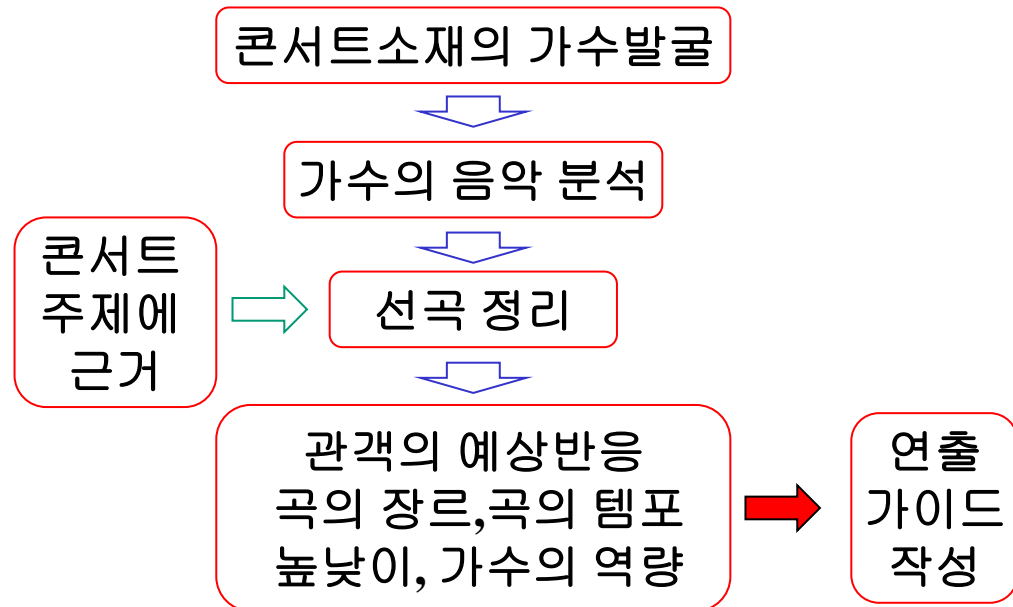 콘서트소재의 가수발굴
가수의 음악 분석
콘서트
주제에
근거
선곡 정리
관객의 예상반응
곡의 장르,곡의 템포
높낮이, 가수의 역량
연출
가이드
작성